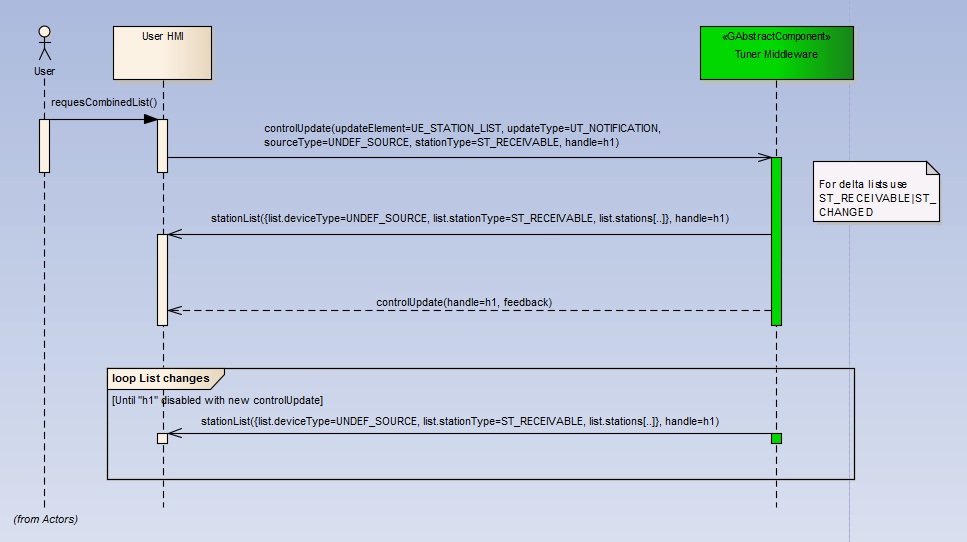 User HMI
«GAbstractComponent»
Tuner Middleware
User
requesCombinedList()
controlUpdate(updateElement=UE_STATION_LIST, updateType=UT_NOTIFICATION,
sourceType=UNDEF_SOURCE, stationType=ST_RECEIVABLE, handle=h1)
For delta lists use
ST_RECEIVABLE|ST_
CHANGED
stationList({list.deviceType=UNDEF_SOURCE, list.stationType=ST_RECEIVABLE, list.stations[..]}, handle=h1)
controlUpdate(handle=h1, feedback)
loop List changes
[Until "h1" disabled with new controlUpdate]
stationList({list.deviceType=UNDEF_SOURCE, list.stationType=ST_RECEIVABLE, list.stations[..]}, handle=h1)
(from Actors)